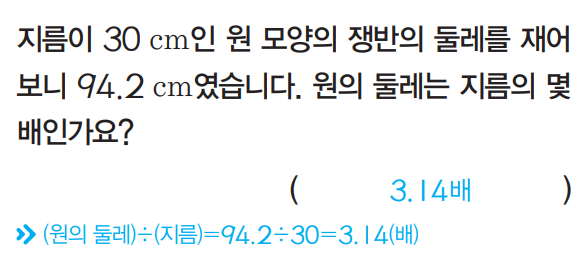 지름이 30 cm인 원 모양의 쟁반의 둘레를 재어
보니 94.2 cm였습니다. 원의 둘레는 지름의 몇
배인가요?
( 3.14배 )
≫ (원의 둘레)÷(지름)=94.2÷30=3.14(배)